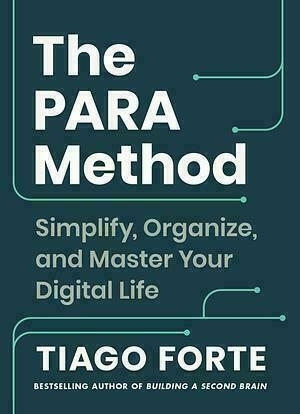 The
PARA
Method
Simplify, Organize,
and Master Your
Digital Life
TIAGO FORTE
BESTSELLING AUTHOR OF BUILDING A SECOND BRAIN